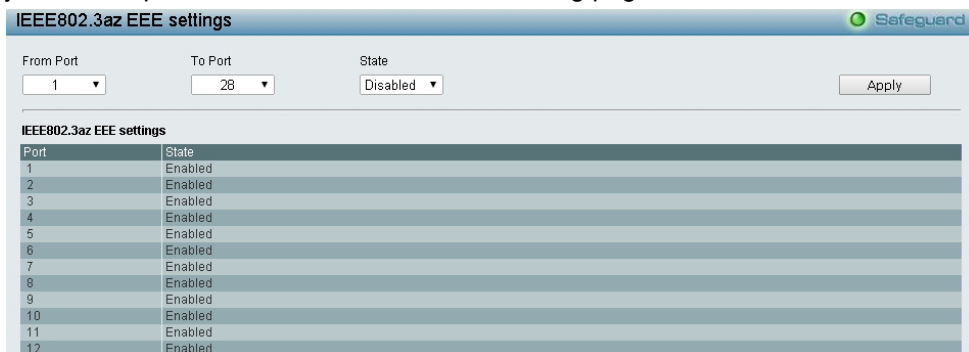 IEEE802.3az EEE settings
Safeguard
From Port To Port State
1 28 Disabled
Apply
IEEE802.3az EEE settings
Port State
1 Enabled
2 Enabled
3 Enabled
4 Enabled
5 Enabled
6 Enabled
7 Enabled
8 Enabled
9 Enabled
10 Enabled
11 Enabled
12 Enabled